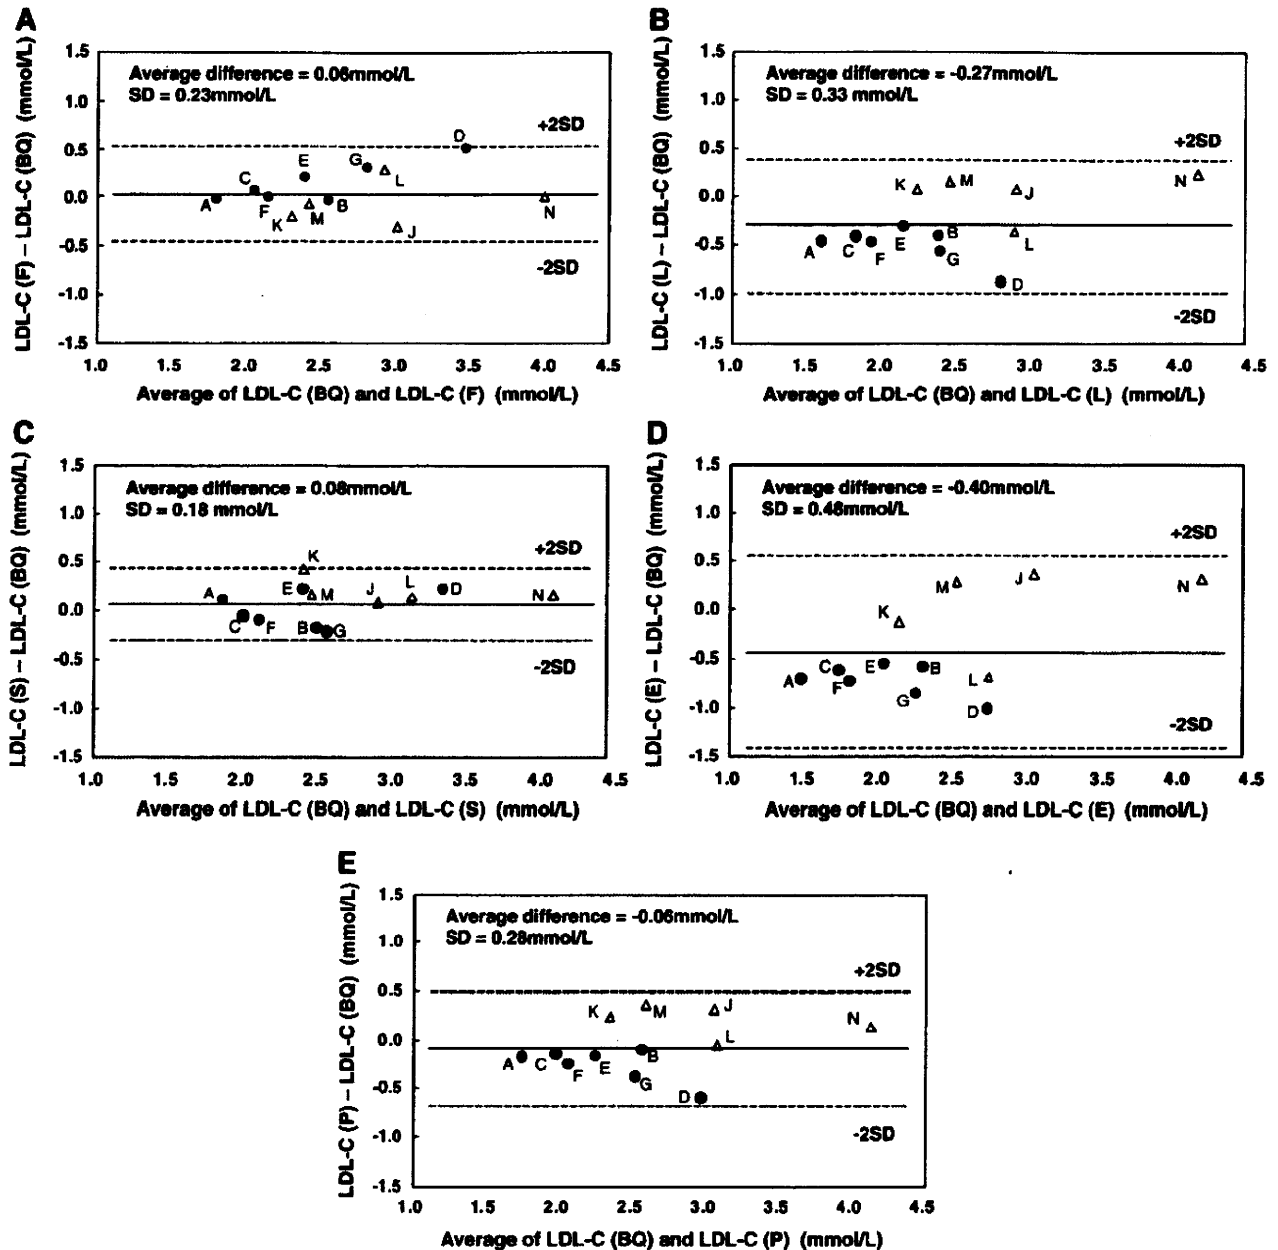 A
LDL-C (F) – LDL-C (BQ) (mmol/L)
1.5
1.0
0.5
0.0
-0.5
-1.0
-1.5
Average difference = 0.06mmol/L
SD = 0.23mmol/L
+2SD
-2SD
A
C
F
E
K
M
B
G
L
J
D
N
1.0
2.0
2.5
3.0
3.5
4.0
4.5
Average of LDL-C (BQ) and LDL-C (F) (mmol/L)
B
LDL-C (L) – LDL-C (BQ) (mmol/L)
1.5
1.0
0.5
0.0
-0.5
-1.0
-1.5
Average difference = -0.27mmol/L
SD = 0.33 mmol/L
+2SD
-2SD
A
C
F
E
K
M
B
G
J
L
D
N
1.0
2.0
2.5
3.0
3.5
4.0
4.5
Average of LDL-C (BQ) and LDL-C (L) (mmol/L)
C
LDL-C (S) – LDL-C (BQ) (mmol/L)
1.5
1.0
0.5
0.0
-0.5
-1.0
-1.5
Average difference = 0.08mmol/L
SD = 0.18 mmol/L
+2SD
-2SD
A
C
F
E
K
M
B
G
J
L
D
N
1.0
2.0
2.5
3.0
3.5
4.0
4.5
Average of LDL-C (BQ) and LDL-C (S) (mmol/L)
D
LDL-C (E) – LDL-C (BQ) (mmol/L)
1.5
1.0
0.5
0.0
-0.5
-1.0
-1.5
Average difference = -0.40mmol/L
+2SD
-2SD
A
C
F
E
K
B
G
M
J
L
D
N
1.0
1.5
2.0
2.5
3.0
3.5
4.0
4.5
Average of LDL-C (BQ) and LDL-C (E) (mmol/L)
E
LDL-C (P) – LDL-C (BQ) (mmol/L)
1.5
1.0
0.5
0.0
-0.5
-1.0
-1.5
Average difference = -0.06mmol/L
SD = 0.28mmol/L
+2SD
-2SD
A
C
F
E
K
M
B
G
J
L
D
N
1.0
1.5
2.0
2.5
3.0
3.5
4.0
4.5
Average of LDL-C (BQ) and LDL-C (P) (mmol/L)